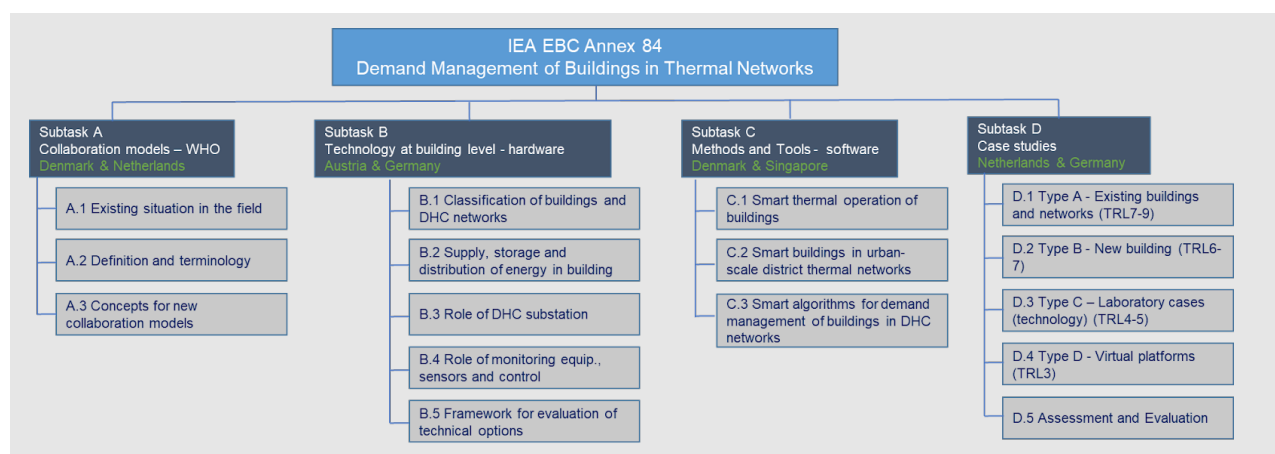 IEA EBC Annex 84
Demand Management of Buildings in Thermal Networks
Subtask A
Collaboration models – WHO
Denmark & Netherlands
A.1 Existing situation in the field
A.2 Definition and terminology
A.3 Concepts for new
collaboration models
Subtask B
Technology at building level - hardware
Austria & Germany
B.1 Classification of buildings and
DHC networks
B.2 Supply, storage and
distribution of energy in building
B.3 Role of DHC substation
B.4 Role of monitoring equip.,
sensors and control
B.5 Framework for evaluation of
technical options
Subtask C
Methods and Tools - software
Denmark & Singapore
C.1 Smart thermal operation of
buildings
C.2 Smart buildings in urban-
scale district thermal networks
C.3 Smart algorithms for demand
management of buildings in DHC
networks
Subtask D
Case studies
Netherlands & Germany
D.1 Type A - Existing buildings
and networks (TRL7-9)
D.2 Type B - New building (TRL6-
7)
D.3 Type C – Laboratory cases
(technology) (TRL4-5)
D.4 Type D - Virtual platforms
(TRL3)
D.5 Assessment and Evaluation